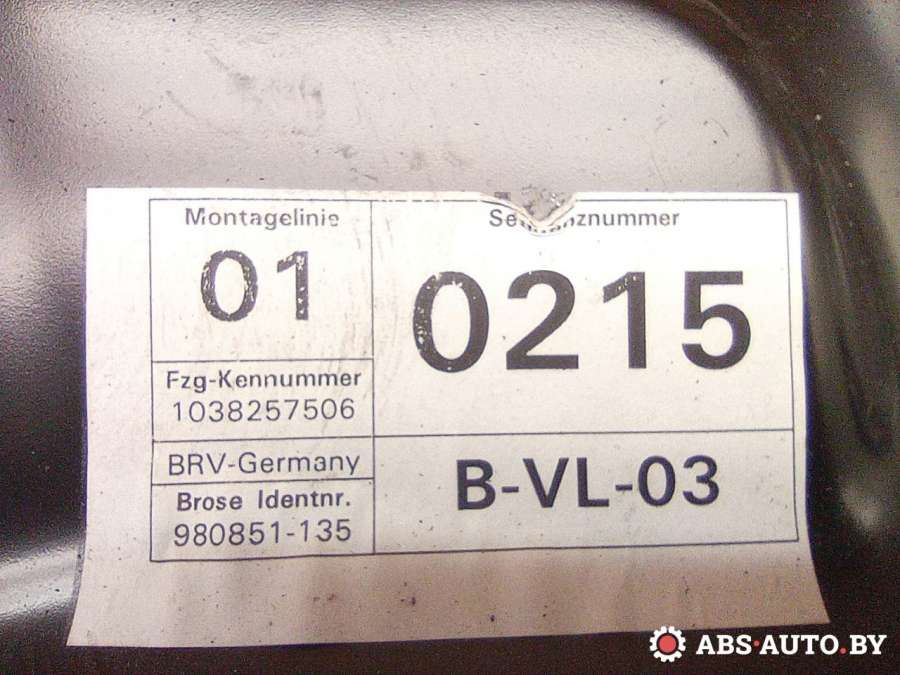 Montagelinie
01
Fzg-Kennummer
1038257506
BRV-Germany
Brose Identnr.
980851-135
0215
B-VL-03
ABS-AUTO.BY